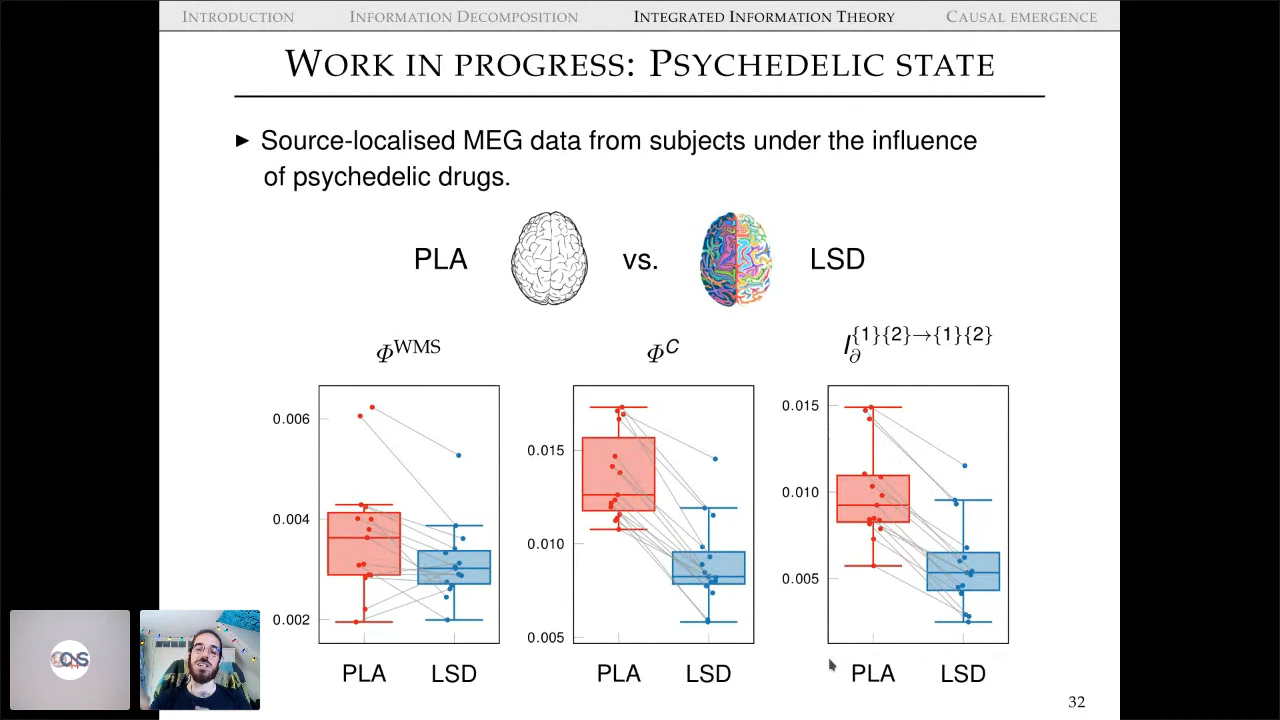 INTRODUCTION INFORMATION DECOMPOSITION INTEGRATED INFORMATION THEORY CAUSAL EMERGENCE
WORK IN PROGRESS: PSYCHEDELIC STATE
▶ Source-localised MEG data from subjects under the influence
of psychedelic drugs.
PLA vs. LSD
Φ^WMS Φ^C I_∂^{1}{2}→{1}{2}
0.006
0.004
0.002
PLA LSD
0.015
0.010
0.005
PLA LSD
0.015
0.010
0.005
PLA LSD
32